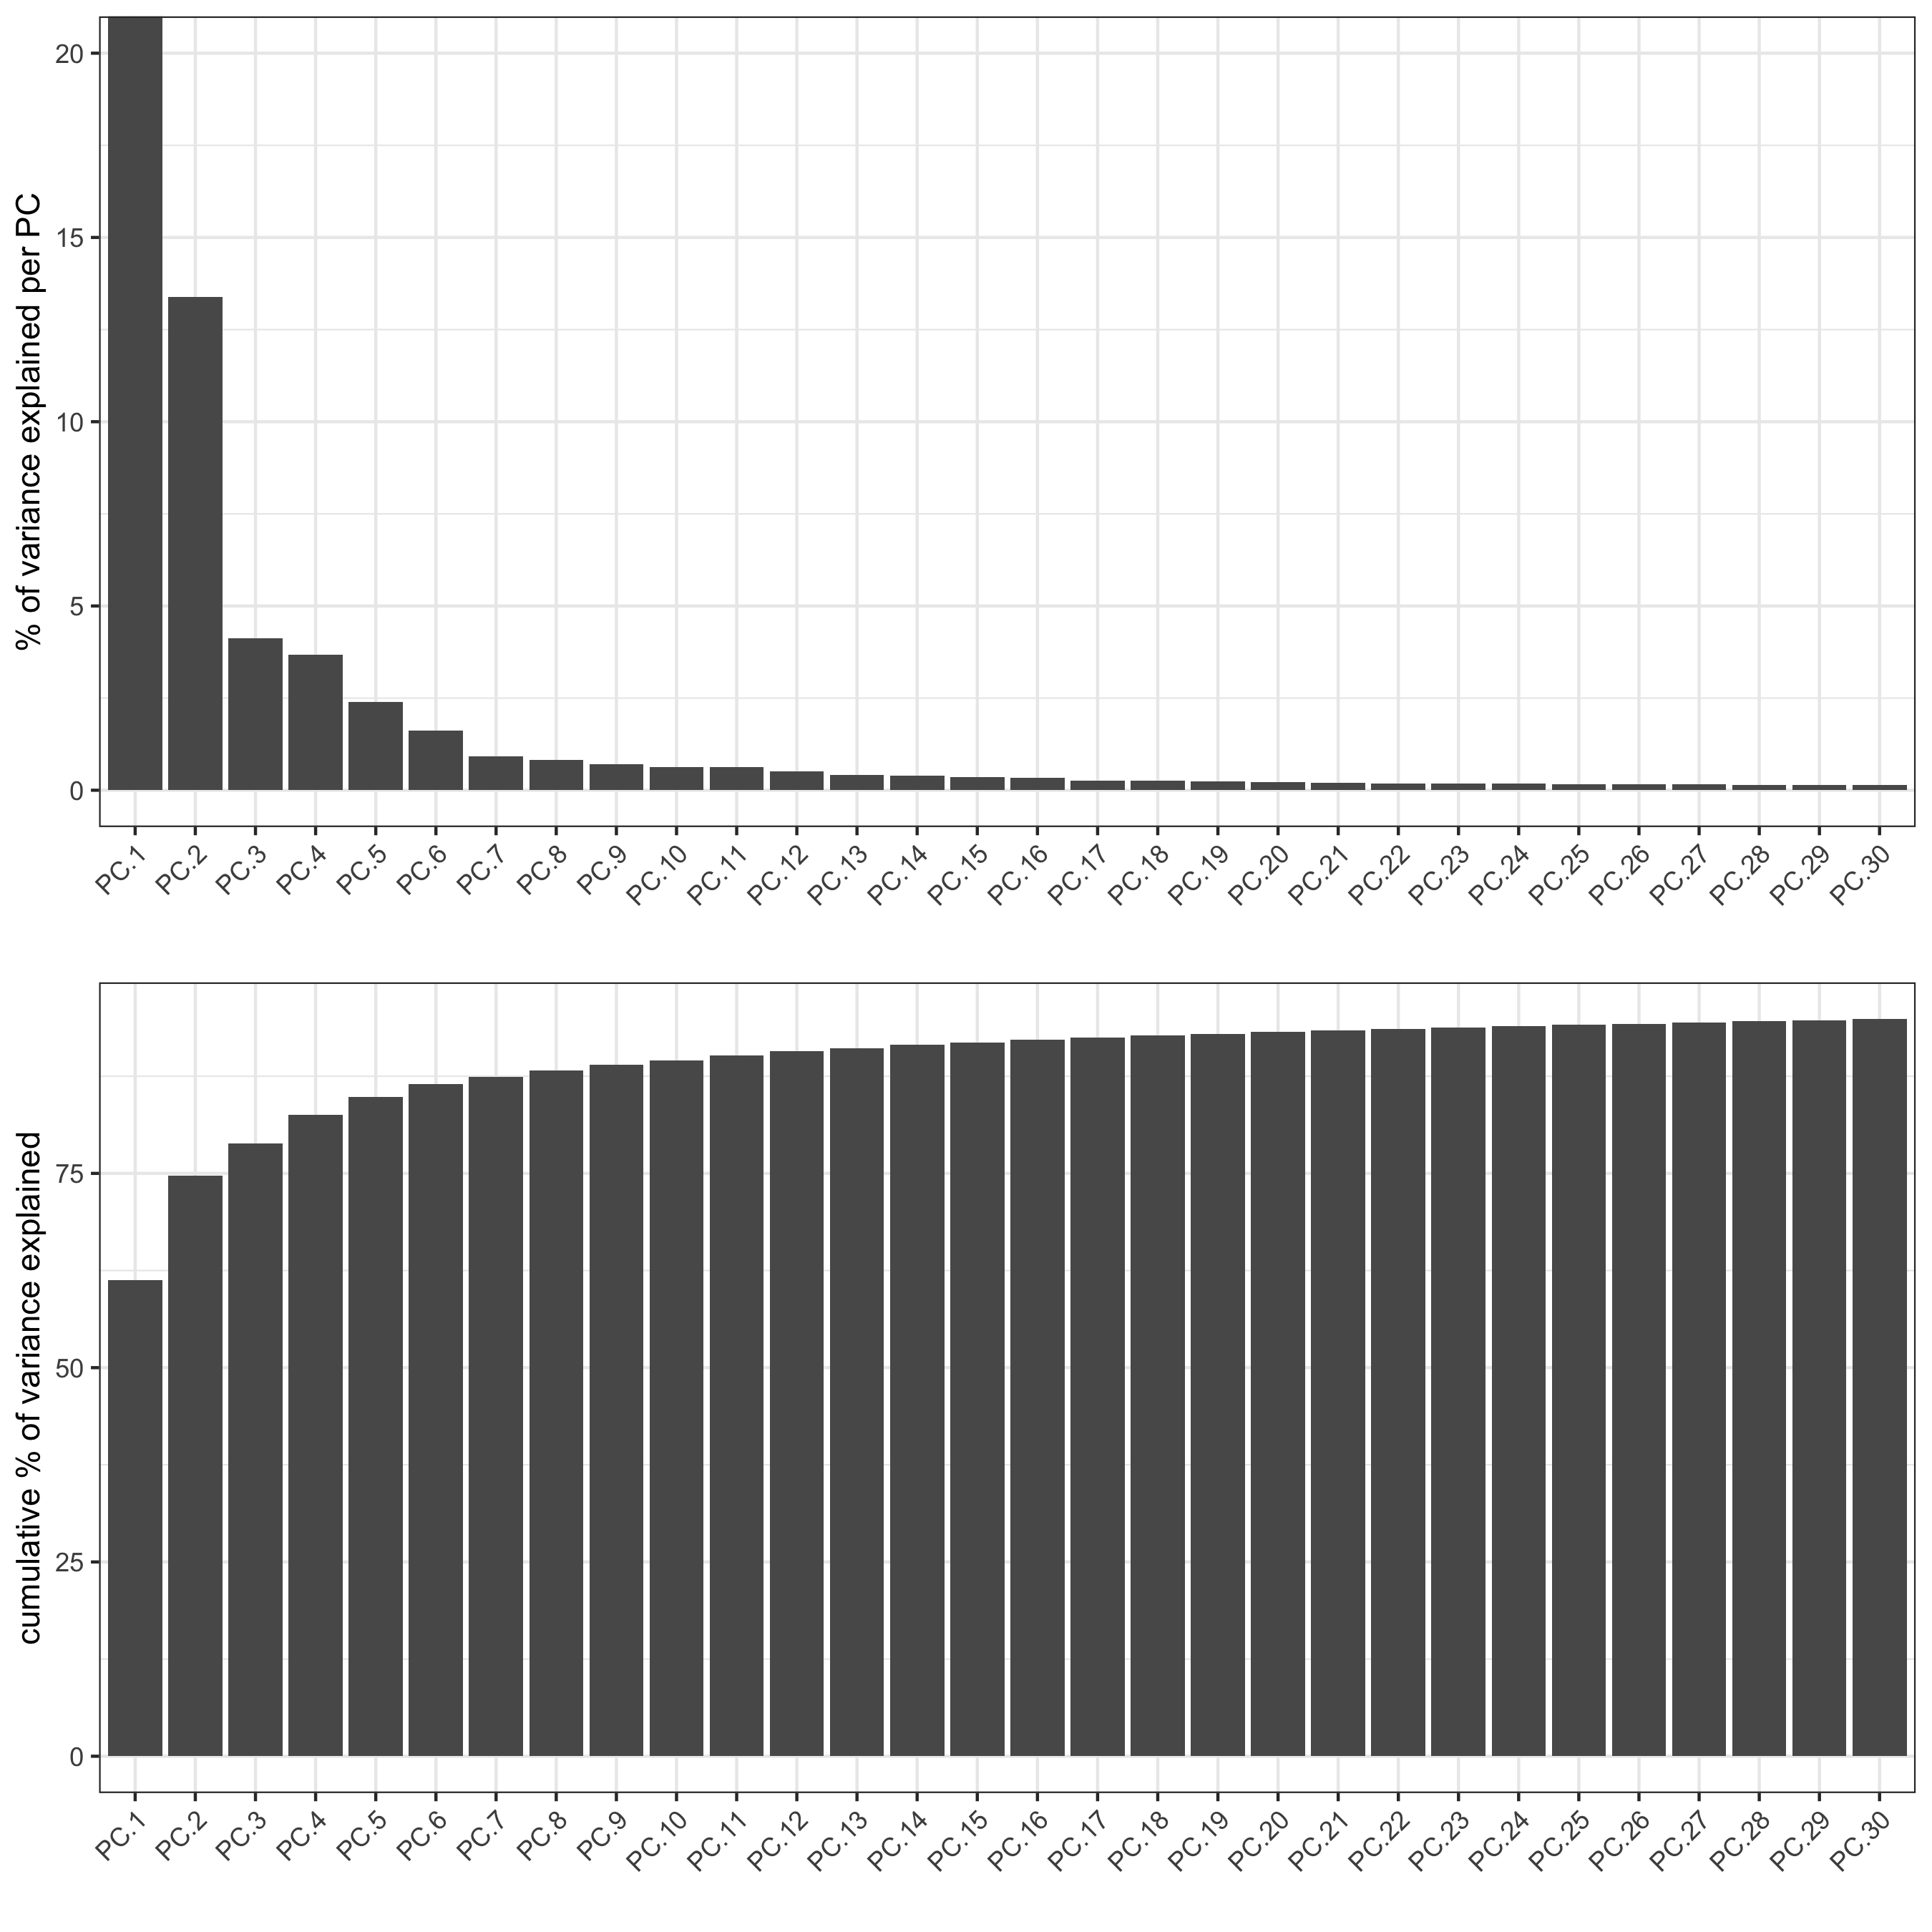 % of variance explained per PC
20
15
10
5
0
PC.1 PC.2 PC.3 PC.4 PC.5 PC.6 PC.7 PC.8 PC.9 PC.10 PC.11 PC.12 PC.13 PC.14 PC.15 PC.16 PC.17 PC.18 PC.19 PC.20 PC.21 PC.22 PC.23 PC.24 PC.25 PC.26 PC.27 PC.28 PC.29 PC.30
cumulative % of variance explained
75
50
25
0
PC.1 PC.2 PC.3 PC.4 PC.5 PC.6 PC.7 PC.8 PC.9 PC.10 PC.11 PC.12 PC.13 PC.14 PC.15 PC.16 PC.17 PC.18 PC.19 PC.20 PC.21 PC.22 PC.23 PC.24 PC.25 PC.26 PC.27 PC.28 PC.29 PC.30